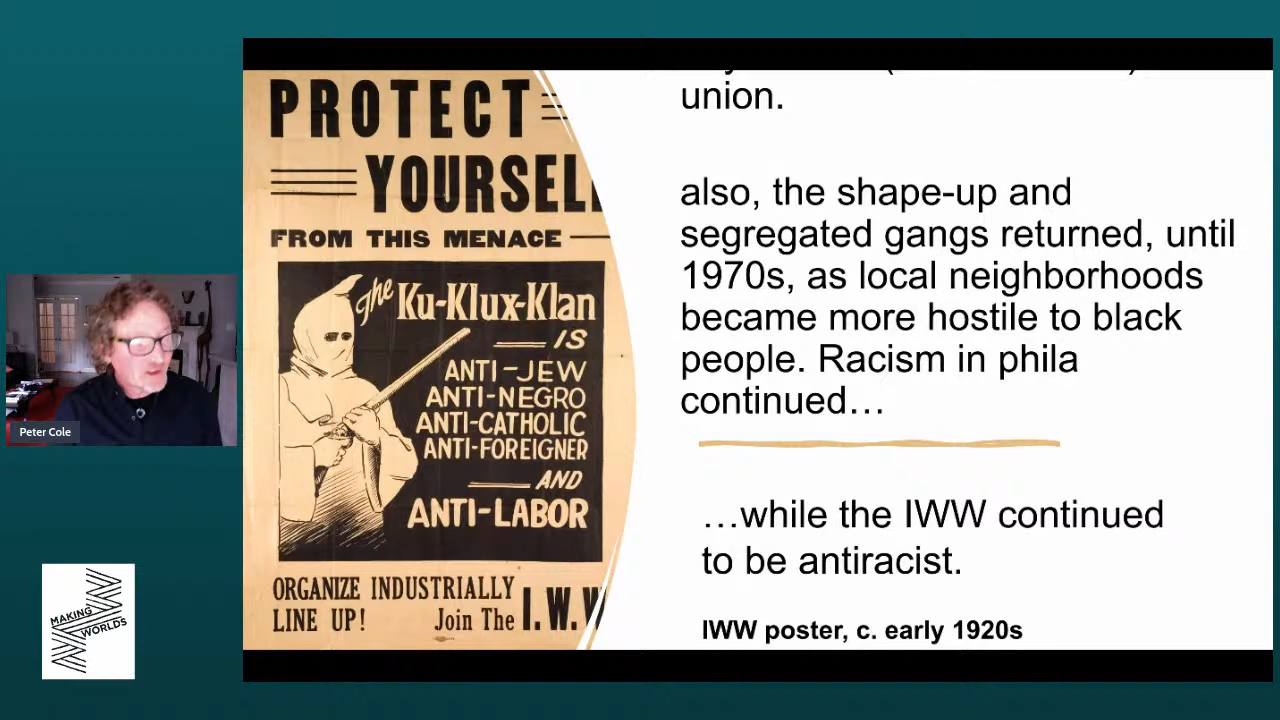 PROTECT
YOURSEL
FROM THIS MENACE
The Ku-Klux-Klan
IS
ANTI-JEW
ANTI-NEGRO
ANTI-CATHOLIC
ANTI-FOREIGNER
AND
ANTI-LABOR
ORGANIZE INDUSTRIALLY
LINE UP! Join The I.W.W
union.
also, the shape-up and
segregated gangs returned, until
1970s, as local neighborhoods
became more hostile to black
people. Racism in phila
continued…
…while the IWW continued
to be antiracist.
IWW poster, c. early 1920s
Peter Cole
MAKING
WORLDS